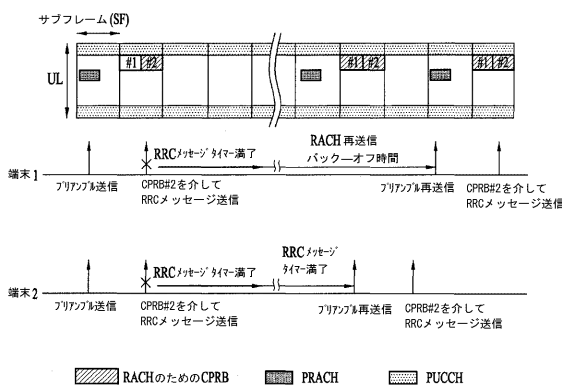 サブフレーム(SF)
UL
#1 #2
#1 #2
#1 #2
RRCメッセージタイマー満了
RACH再送信
バック―オフ時間
端末1
プリアンブル送信
CPRB#2を介して
RRCメッセージ送信
プリアンブル再送信
CPRB#2を介して
RRCメッセージ送信
RRCメッセージタイマー満了
RRCメッセージ
タイマー満了
端末2
プリアンブル送信
CPRB#2を介して
RRCメッセージ送信
プリアンブル再送信
CPRB#2を介して
RRCメッセージ送信
RACHのためのCPRB
PRACH
PUCCH